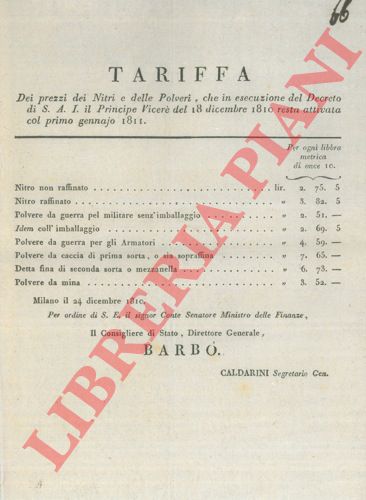 66
TARIFFA
Dei prezzi dei Nitri e delle Polveri, che in esecuzione del Decreto
di S. A. I. il Principe Vicerè del 18 dicembre 1810 resta attivata
col primo gennajo 1811.
Per ogni libbra
metrica
di once 10.
Nitro non raffinato . . . . . . . . . . . . . . . . lir. 2. 75. 5
Nitro raffinato . . . . . . . . . . . . . . . . . . " 3. 82. 5
Polvere da guerra pel militare senz' imballaggio . . . . . . . " 2. 51. —
Idem coll' imballaggio . . . . . . . . . . . . . . . " 2. 69. 5
Polvere da guerra per gli Armatori . . . . . . . . . . . " 4. 59. —
Polvere da caccia di prima sorta, o sia soprafina . . . . . . . " 7. 65. —
Detta fina di seconda sorta o mezzanella . . . . . . . . . " 6. 73. —
Polvere da mina . . . . . . . . . . . . . . . . . " 3. 52. —
Milano il 24 dicembre 1810.
Per ordine di S. E. il signor Conte Senatore Ministro delle Finanze,
Il Consigliere di Stato, Direttore Generale,
BARBÒ.
CALDARINI Segretario Gen.
LIBRERIA PIANI